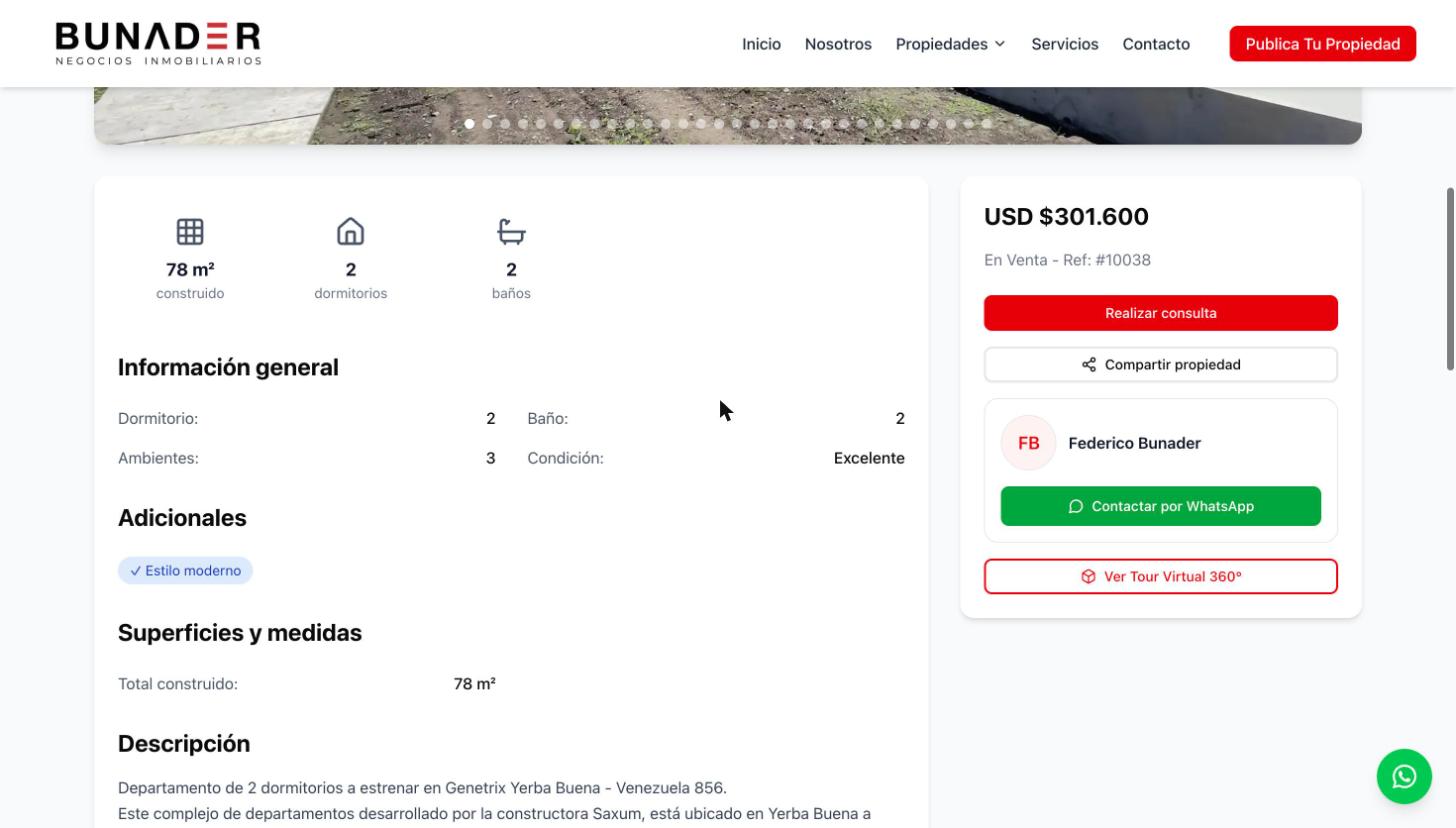 BUNADER
NEGOCIOS INMOBILIARIOS
Inicio
Nosotros
Propiedades
Servicios
Contacto
Publica Tu Propiedad
78 m²
construido
2
dormitorios
2
baños
Información general
Dormitorio: 2
Baño: 2
Ambientes: 3
Condición: Excelente
Adicionales
✓ Estilo moderno
Superficies y medidas
Total construido: 78 m²
Descripción
Departamento de 2 dormitorios a estrenar en Genetrix Yerba Buena - Venezuela 856.
Este complejo de departamentos desarrollado por la constructora Saxum, está ubicado en Yerba Buena a
USD $301.600
En Venta - Ref: #10038
Realizar consulta
Compartir propiedad
FB
Federico Bunader
Contactar por WhatsApp
Ver Tour Virtual 360°